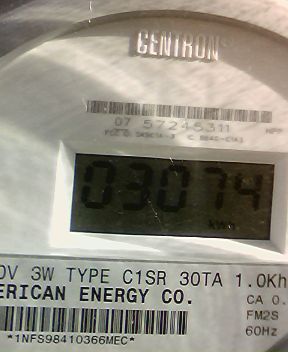 CENTRON
07 57246311
03074
kWh
0V 3W TYPE C1SR 30TA 1.0Kh
ERICAN ENERGY CO.
CA 0.
FM2S
60Hz
*1NFS98410366MEC*